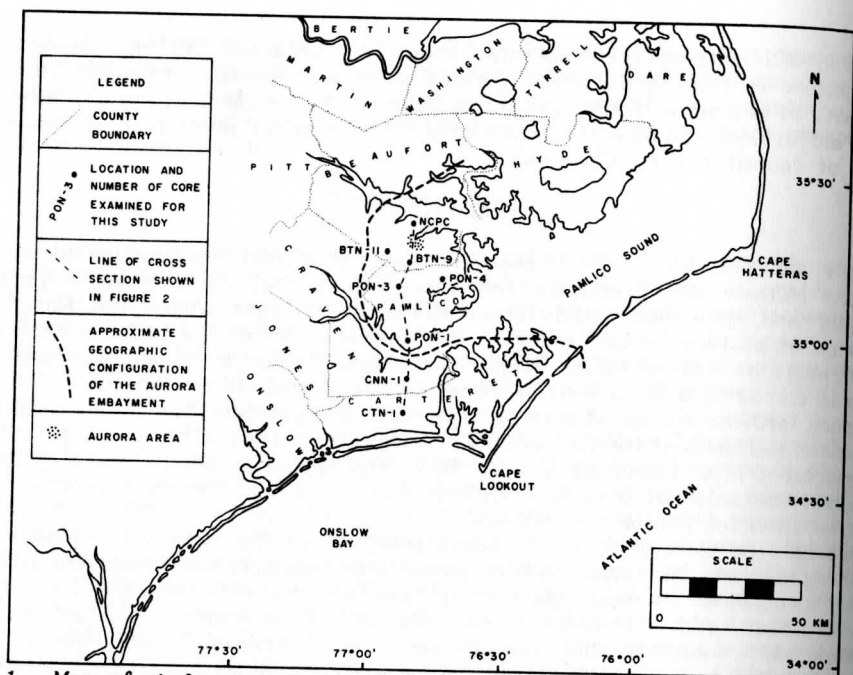 BERTIE
MARTIN
WASHINGTON
TYRRELL
DARE
N
LEGEND
COUNTY
BOUNDARY
PITT
BEAUFORT
HYDE
PON-3
LOCATION AND
NUMBER OF CORE
EXAMINED FOR
THIS STUDY
35°30'
NCPC
BTN-11
BTN-9
PON-3
PON-4
PAMLICO SOUND
CAPE
HATTERAS
LINE OF CROSS
SECTION SHOWN
IN FIGURE 2
CRAVEN
PAMLICO
PON-1
35°00'
JONES
APPROXIMATE
GEOGRAPHIC
CONFIGURATION
OF THE AURORA
EMBAYMENT
CNN-1
CARTERET
CTN-1
ONSLOW
AURORA AREA
CAPE
LOOKOUT
34°30'
ATLANTIC OCEAN
ONSLOW
BAY
SCALE
0 50 KM
77°30' 77°00' 76°30' 76°00' 34°00'